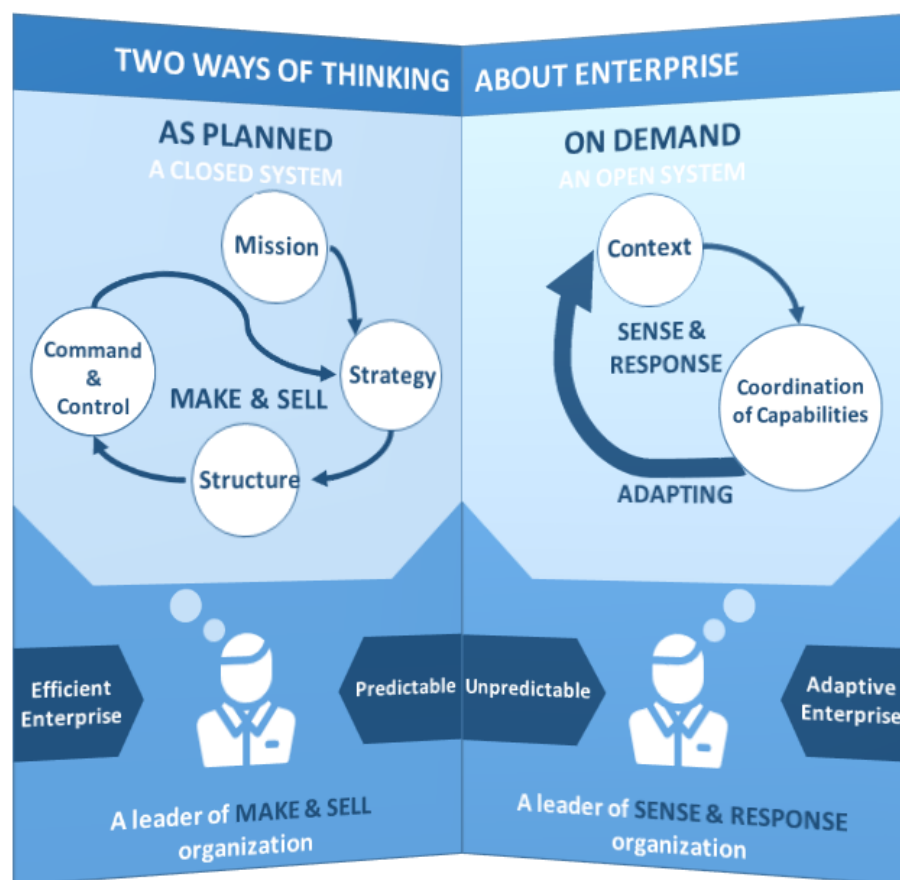 TWO WAYS OF THINKING ABOUT ENTERPRISE
AS PLANNED
A CLOSED SYSTEM
Mission
Command
&
Control
Strategy
MAKE & SELL
Structure
ON DEMAND
AN OPEN SYSTEM
Context
SENSE &
RESPONSE
Coordination
of Capabilities
ADAPTING
Efficient
Enterprise
Predictable
A leader of MAKE & SELL
organization
Unpredictable
Adaptive
Enterprise
A leader of SENSE & RESPONSE
organization